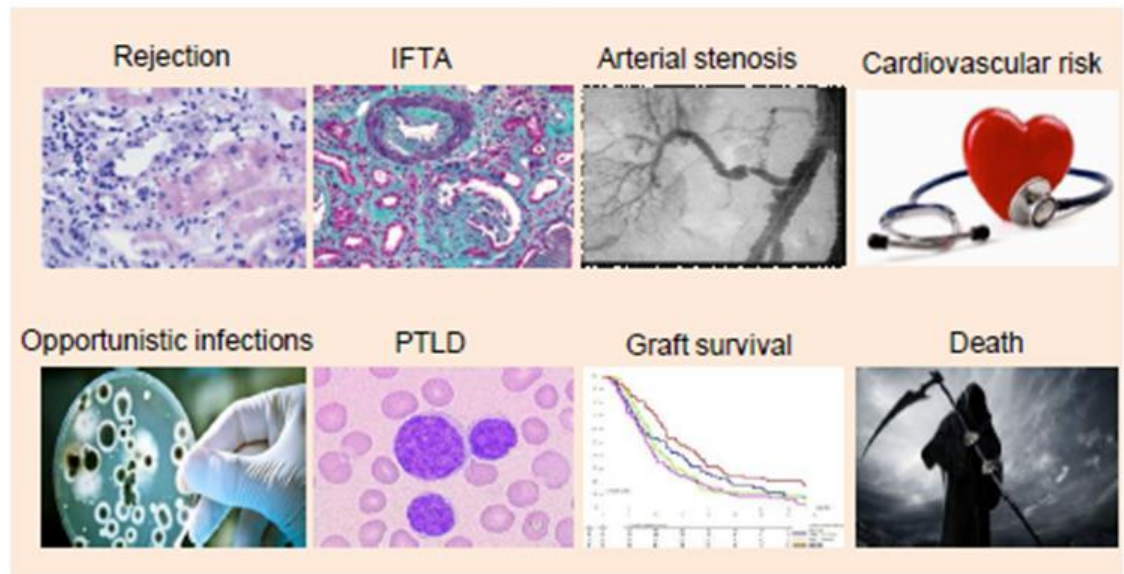 Rejection
IFTA
Arterial stenosis
Cardiovascular risk
Opportunistic infections
PTLD
Graft survival
Death